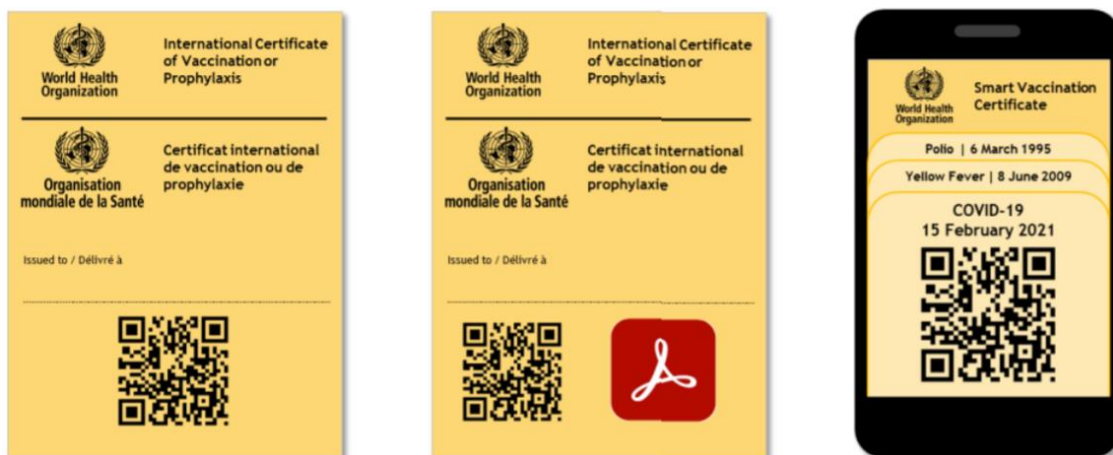 World Health
Organization
International Certificate
of Vaccination or
Prophylaxis
Organisation
mondiale de la Santé
Certificat international
de vaccination ou de
prophylaxie
Issued to / Délivré à
World Health
Organization
International Certificate
of Vaccination or
Prophylaxis
Organisation
mondiale de la Santé
Certificat international
de vaccination ou de
prophylaxie
Issued to / Délivré à
World Health
Organization
Smart Vaccination
Certificate
Polio | 6 March 1995
Yellow Fever | 8 June 2009
COVID-19
15 February 2021